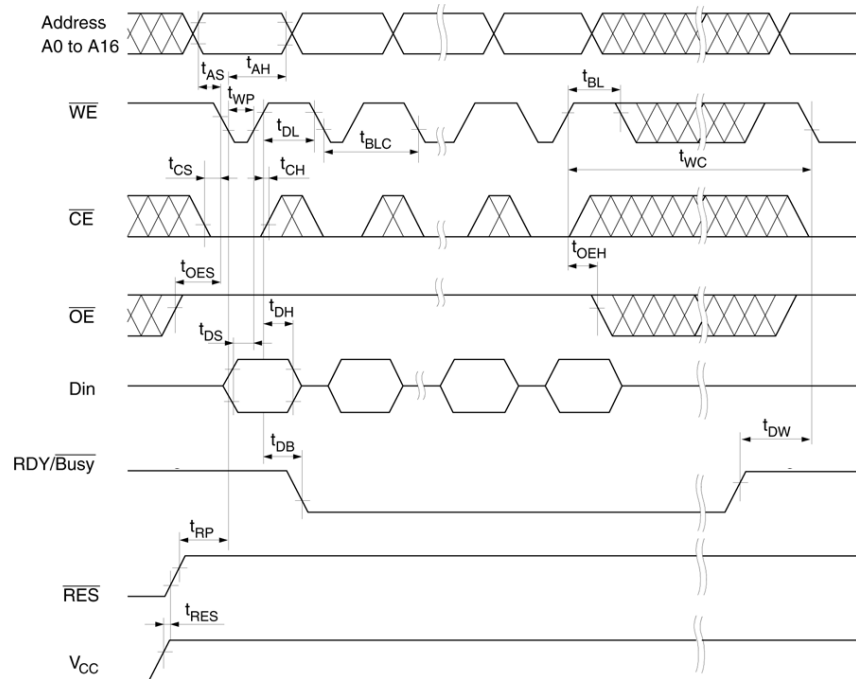 Address
A0 to A16
tAS
tAH
tBL
WE
tWP
tDL
tBLC
tWC
tCS
tCH
CE
tOES
tOEH
OE
tDH
tDS
Din
tDB
tDW
RDY/Busy
tRP
RES
tRES
VCC